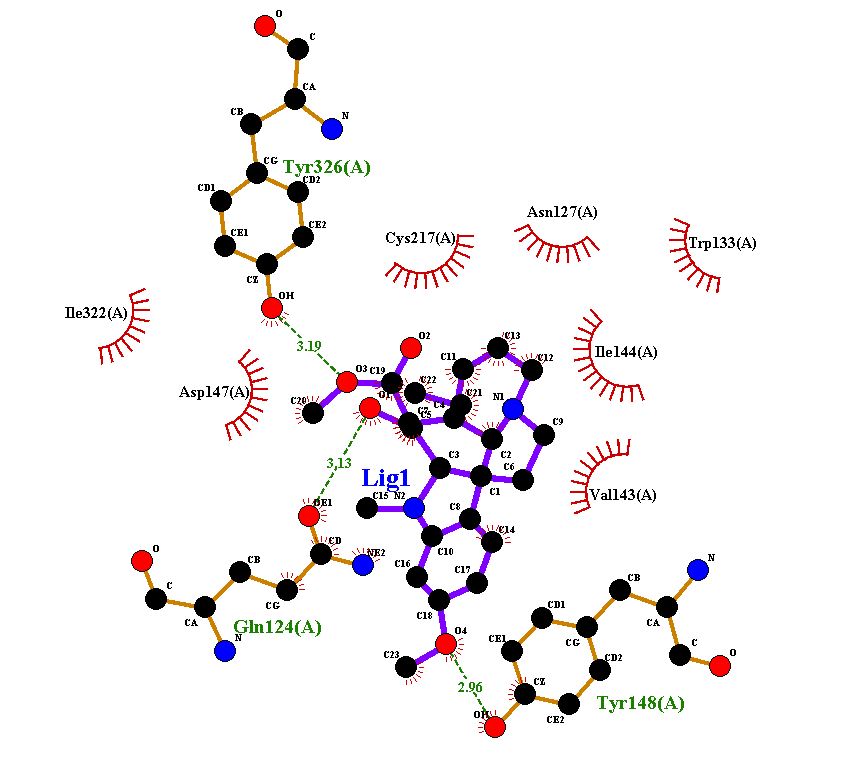 O
C
CA
CB
N
CG
Tyr326(A)
CD1
CD2
CE1
CE2
CZ
OH
Cys217(A)
Asn127(A)
Trp133(A)
Ile322(A)
3.19
O2
C13
C11
C12
Ile144(A)
O3
C19
C22
Asp147(A)
C20
O1
C21
N1
C4
C7
C5
C9
C2
3.13
C3
C6
Lig1
C1
Val143(A)
C15
N2
C8
OE1
C14
C10
CD
NE2
O
CB
C16
C17
N
C
CG
CB
CA
C18
CD1
CA
Gln124(A)
O4
CE1
CG
N
C23
CD2
C
O
2.96
CZ
Tyr148(A)
OH
CE2